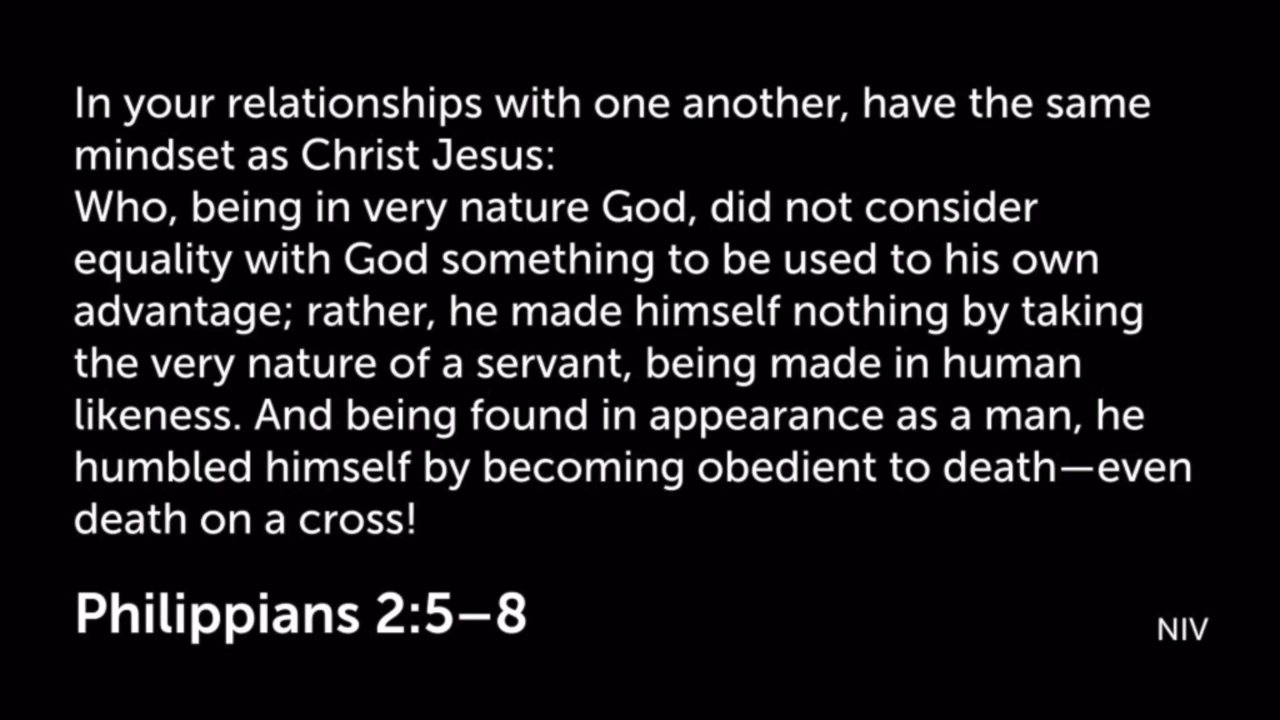 In your relationships with one another, have the same
mindset as Christ Jesus:
Who, being in very nature God, did not consider
equality with God something to be used to his own
advantage; rather, he made himself nothing by taking
the very nature of a servant, being made in human
likeness. And being found in appearance as a man, he
humbled himself by becoming obedient to death—even
death on a cross!
Philippians 2:5–8
NIV